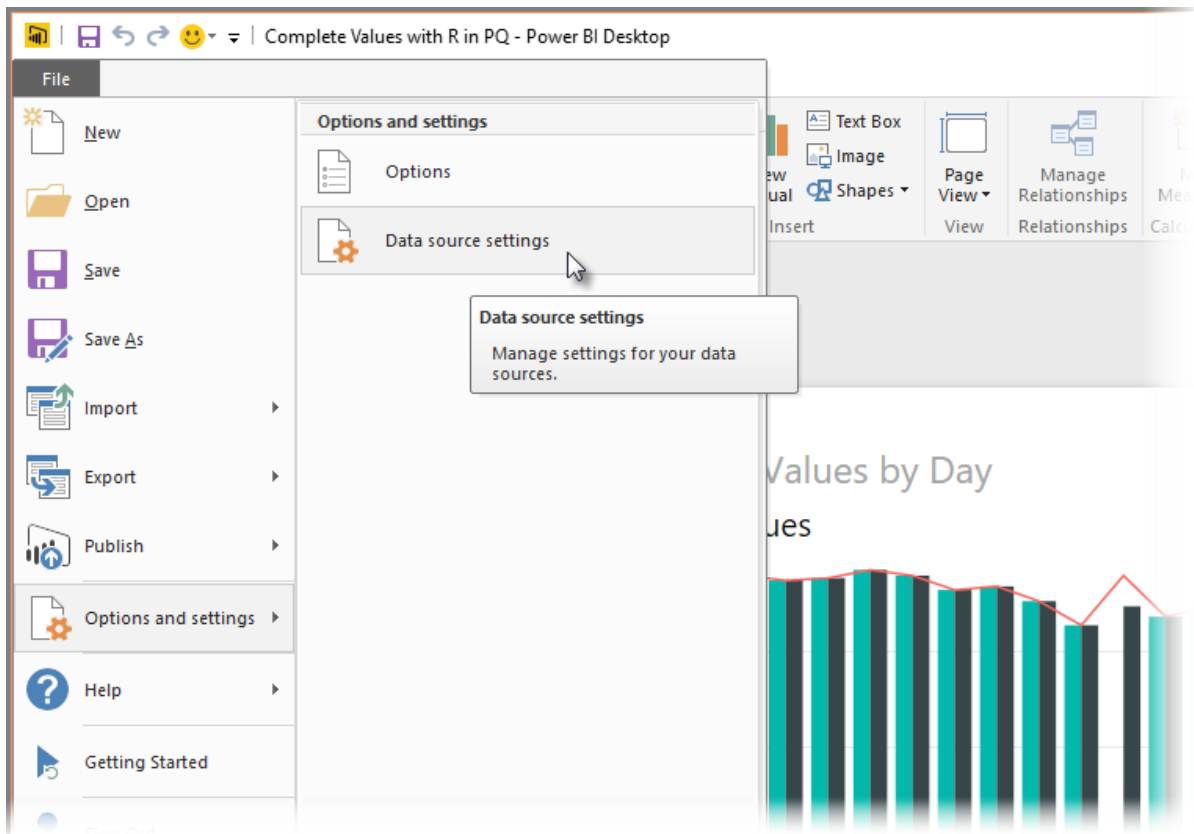 Complete Values with R in PQ - Power BI Desktop
File
New
Open
Save
Save As
Import
Export
Publish
Options and settings
Help
Getting Started
Options and settings
Options
Data source settings
Data source settings
Manage settings for your data
sources.
Text Box
Image
Shapes
Insert
Page
View
View
Manage
Relationships
Relationships
Values by Day